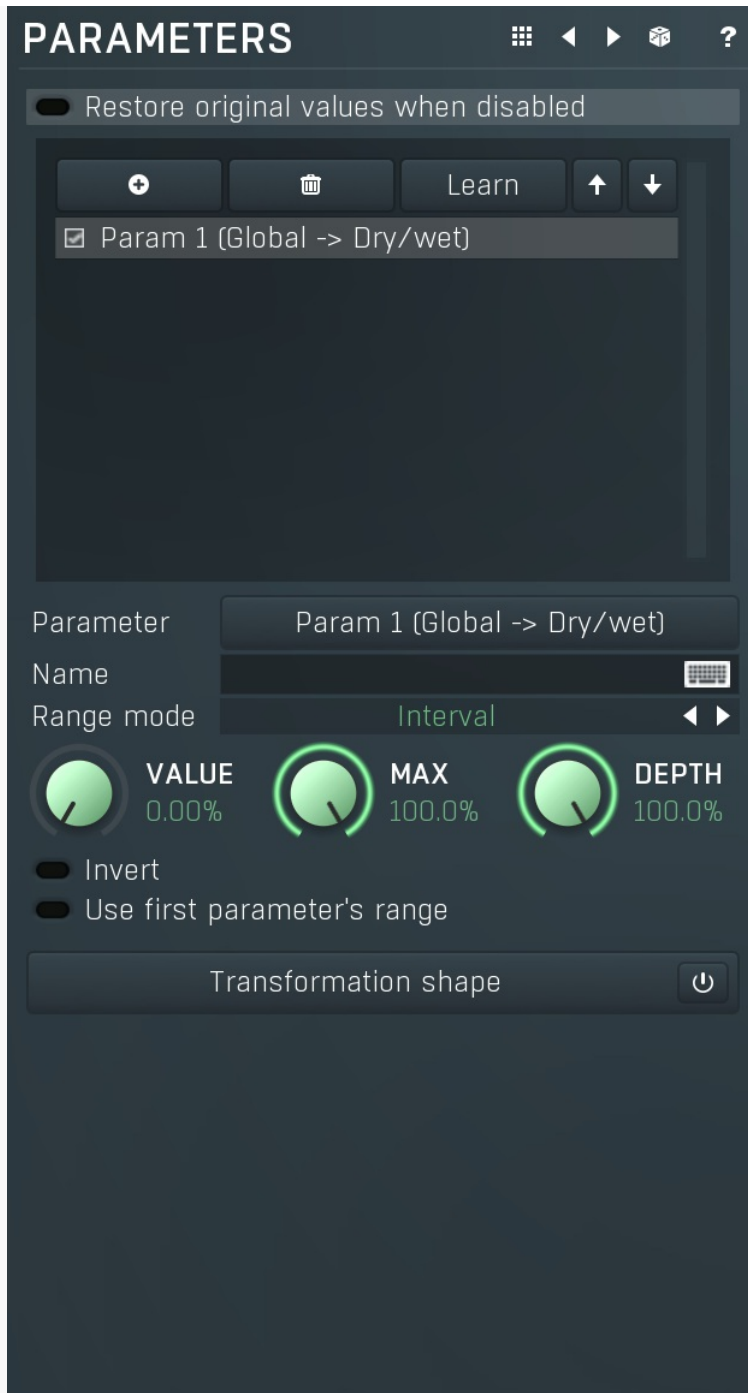 PARAMETERS ?
Restore original values when disabled
Learn
Param 1 (Global -> Dry/wet)
Parameter Param 1 (Global -> Dry/wet)
Name
Range mode Interval
VALUE MAX DEPTH
0.00% 100.0% 100.0%
Invert
Use first parameter's range
Transformation shape